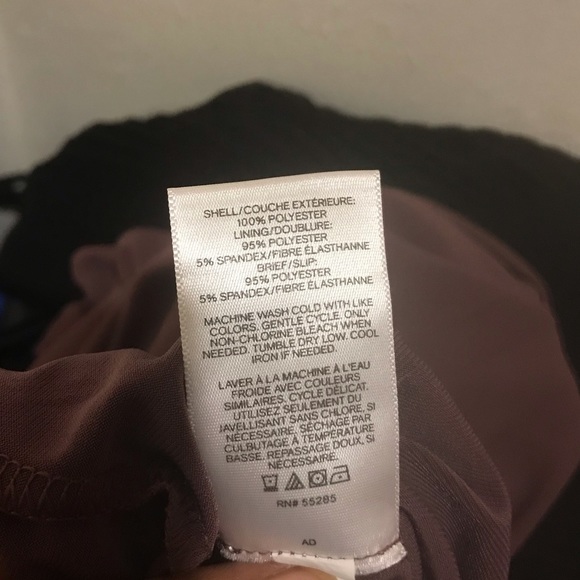 SHELL/COUCHE EXTÉRIEURE:
100% POLYESTER
LINING/DOUBLURE:
95% POLYESTER
5% SPANDEX/FIBRE ÉLASTHANNE
BRIEF/SLIP:
95% POLYESTER
5% SPANDEX/FIBRE ÉLASTHANNE
MACHINE WASH COLD WITH LIKE
COLORS. GENTLE CYCLE. ONLY
NON-CHLORINE BLEACH WHEN
NEEDED. TUMBLE DRY LOW. COOL
IRON IF NEEDED.
LAVER À LA MACHINE À L'EAU
FROIDE AVEC COULEURS
SIMILAIRES. CYCLE DÉLICAT.
UTILISEZ SEULEMENT DU
JAVELLISANT SANS CHLORE, SI
NÉCESSAIRE. SÉCHAGE PAR
CULBUTAGE À TEMPÉRATURE
BASSE. REPASSAGE DOUX, SI
NÉCESSAIRE.
RN# 55285
AD